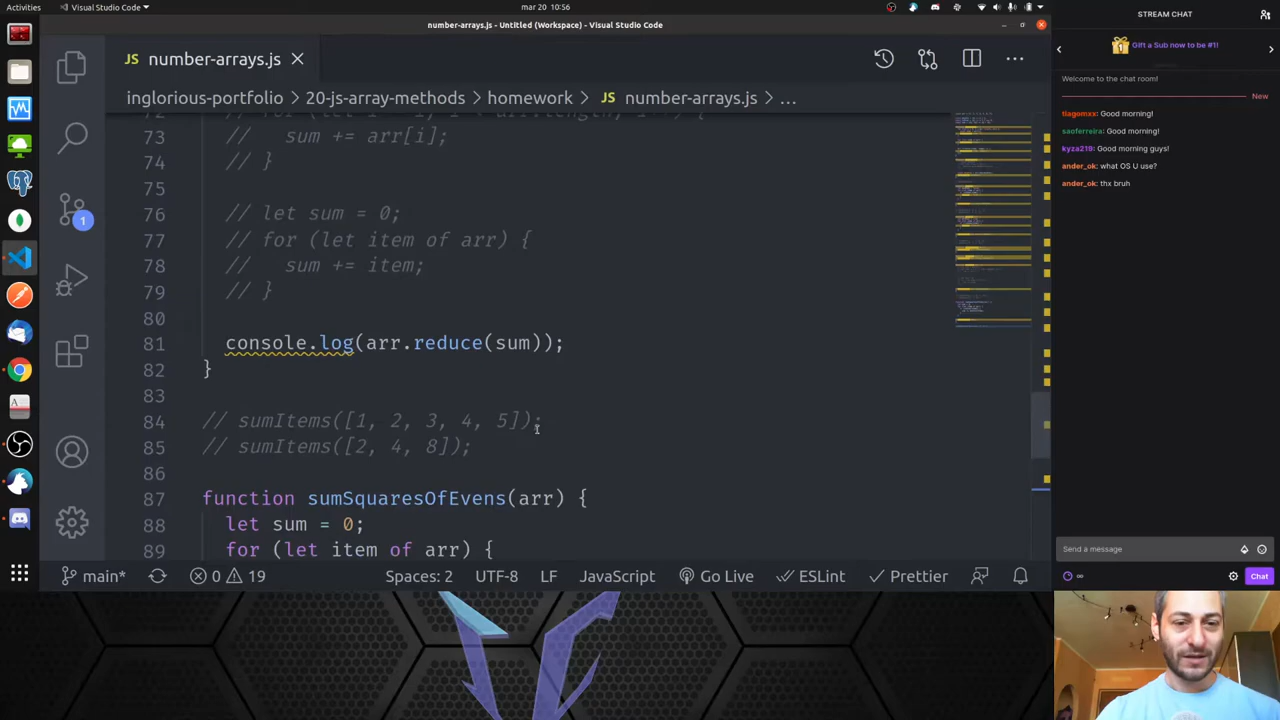 Activities
Visual Studio Code
mar 20 10:56
number-arrays.js - Untitled (Workspace) - Visual Studio Code
JS number-arrays.js
inglorious-portfolio > 20-js-array-methods > homework > JS number-arrays.js > ...
73 // sum += arr[i];
74 // }
75
76 // let sum = 0;
77 // for (let item of arr) {
78 // sum += item;
79 // }
80
81 console.log(arr.reduce(sum));
82 }
83
84 // sumItems([1, 2, 3, 4, 5]);
85 // sumItems([2, 4, 8]);
86
87 function sumSquaresOfEvens(arr) {
88 let sum = 0;
89 for (let item of arr) {
1
main* 0 19 Spaces: 2 UTF-8 LF JavaScript Go Live ESLint Prettier
STREAM CHAT
1 Gift a Sub now to be #1!
Welcome to the chat room!
New
tiagomxx: Good morning!
saoferreira: Good morning!
kyza219: Good morning guys!
ander_ok: what OS U use?
ander_ok: thx bruh
Send a message
∞
Chat